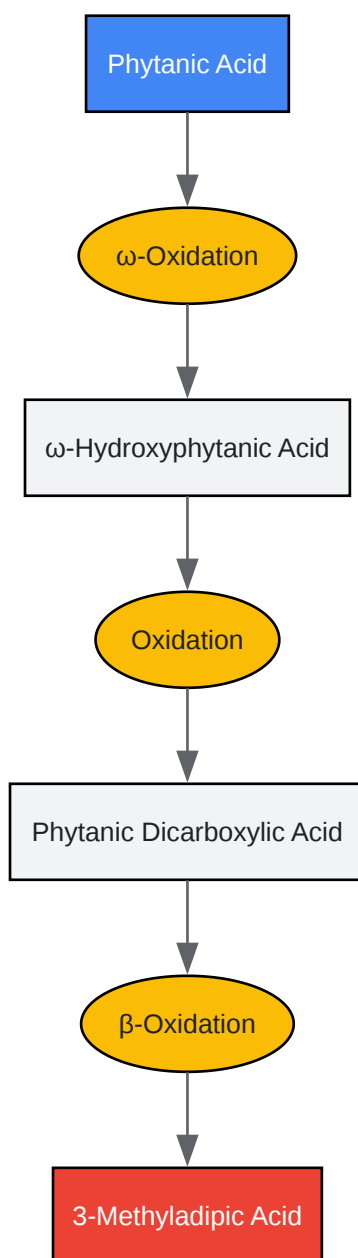 Phytanic Acid
ω-Oxidation
ω-Hydroxyphytanic Acid
Oxidation
Phytanic Dicarboxylic Acid
β-Oxidation
3-Methyladipic Acid